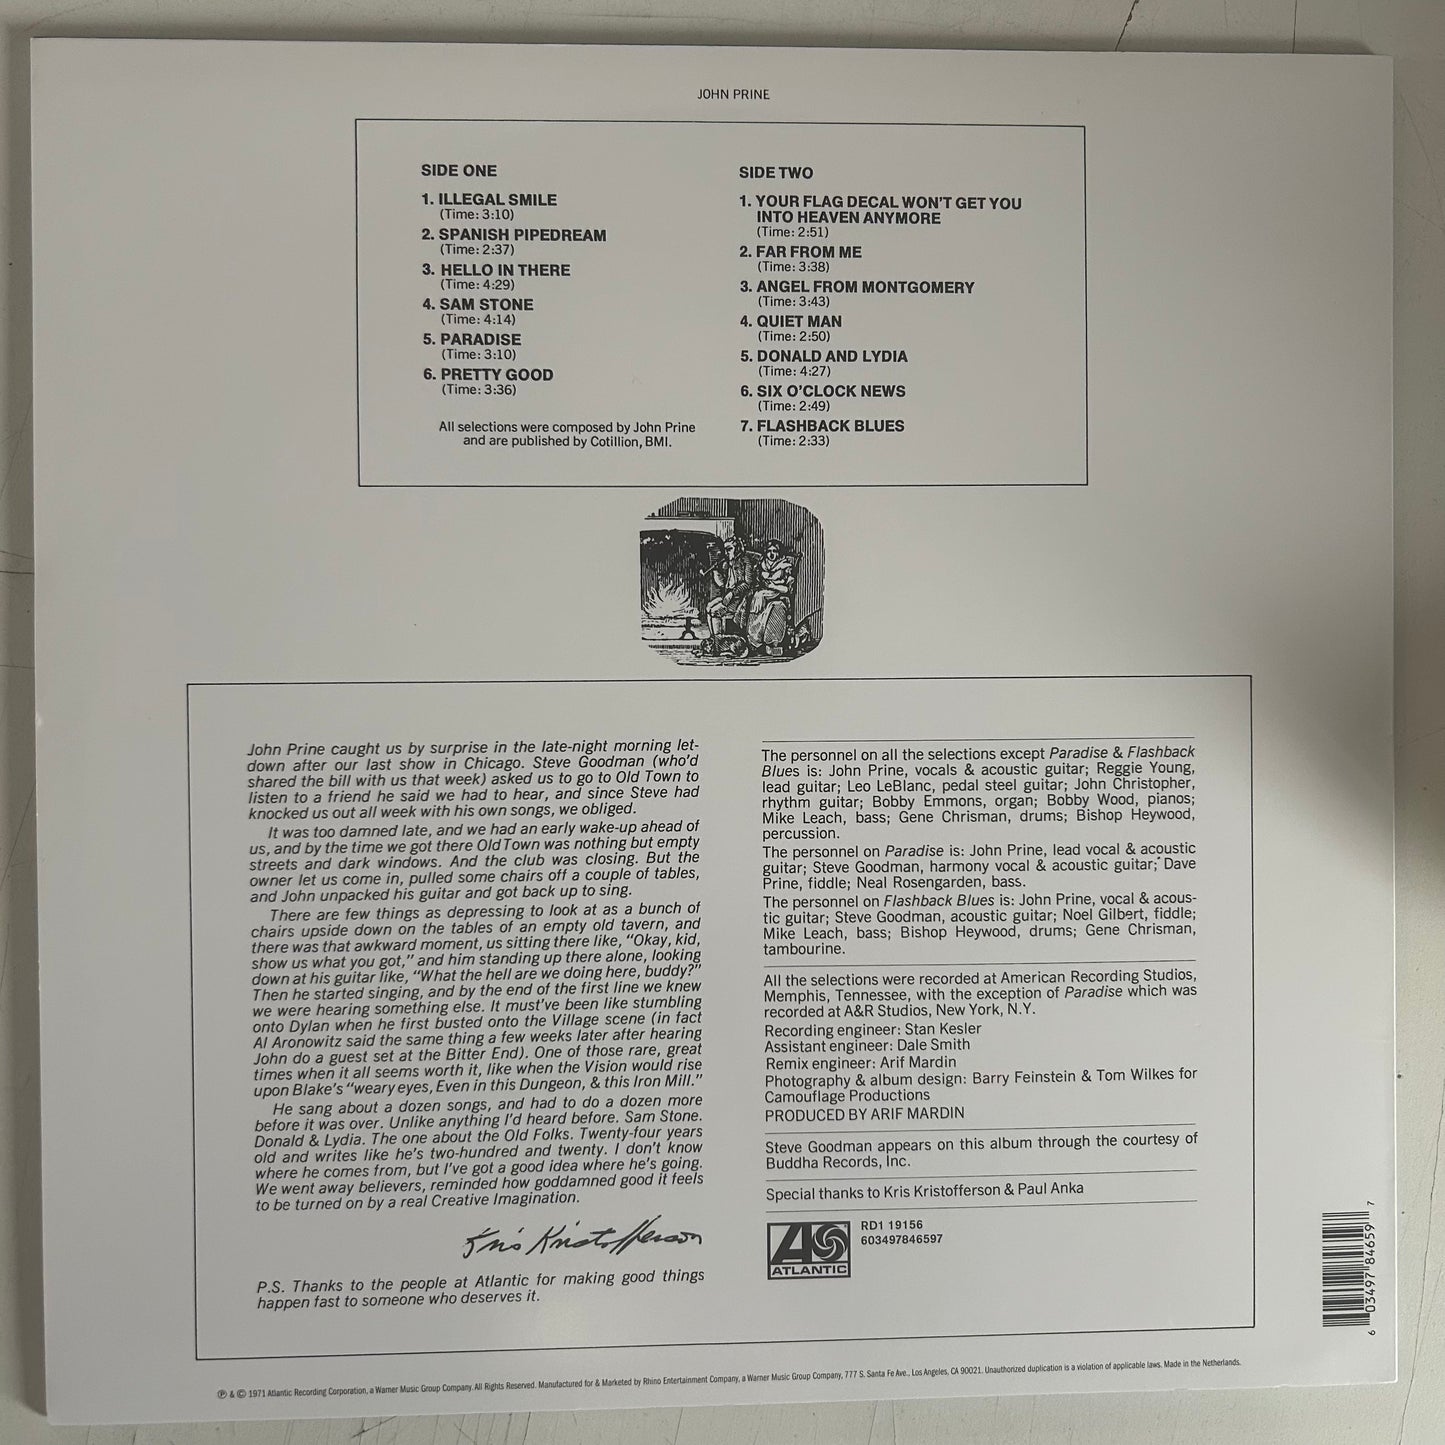 JOHN PRINE
SIDE ONE
1. ILLEGAL SMILE
(Time: 3:10)
2. SPANISH PIPEDREAM
(Time: 2:37)
3. HELLO IN THERE
(Time: 4:29)
4. SAM STONE
(Time: 4:14)
5. PARADISE
(Time: 3:10)
6. PRETTY GOOD
(Time: 3:36)
All selections were composed by John Prine
and are published by Cotillion, BMI.
SIDE TWO
1. YOUR FLAG DECAL WON'T GET YOU
INTO HEAVEN ANYMORE
(Time: 2:51)
2. FAR FROM ME
(Time: 3:38)
3. ANGEL FROM MONTGOMERY
(Time: 3:43)
4. QUIET MAN
(Time: 2:50)
5. DONALD AND LYDIA
(Time: 4:27)
6. SIX O'CLOCK NEWS
(Time: 2:49)
7. FLASHBACK BLUES
(Time: 2:33)
John Prine caught us by surprise in the late-night morning let-
down after our last show in Chicago. Steve Goodman (who'd
shared the bill with us that week) asked us to go to Old Town to
listen to a friend he said we had to hear, and since Steve had
knocked us out all week with his own songs, we obliged.
It was too damned late, and we had an early wake-up ahead of
us, and by the time we got there Old Town was nothing but empty
streets and dark windows. And the club was closing. But the
owner let us come in, pulled some chairs off a couple of tables,
and John unpacked his guitar and got back up to sing.
There are few things as depressing to look at as a bunch of
chairs upside down on the tables of an empty old tavern, and
there was that awkward moment, us sitting there like, "Okay, kid,
show us what you got," and him standing up there alone, looking
down at his guitar like, "What the hell are we doing here, buddy?"
Then he started singing, and by the end of the first line we knew
we were hearing something else. It must've been like stumbling
onto Dylan when he first busted onto the Village scene (in fact
Al Aronowitz said the same thing a few weeks later after hearing
John do a guest set at the Bitter End). One of those rare, great
times when it all seems worth it, like when the Vision would rise
upon Blake's "weary eyes, Even in this Dungeon, & this Iron Mill."
He sang about a dozen songs, and had to do a dozen more
before it was over. Unlike anything I'd heard before. Sam Stone.
Donald & Lydia. The one about the Old Folks. Twenty-four years
old and writes like he's two-hundred and twenty. I don't know
where he comes from, but I've got a good idea where he's going.
We went away believers, reminded how goddamned good it feels
to be turned on by a real Creative Imagination.
Kris Kristofferson
P.S. Thanks to the people at Atlantic for making good things
happen fast to someone who deserves it.
The personnel on all the selections except Paradise & Flashback
Blues is: John Prine, vocals & acoustic guitar; Reggie Young,
lead guitar; Leo LeBlanc, pedal steel guitar; John Christopher,
rhythm guitar; Bobby Emmons, organ; Bobby Wood, pianos;
Mike Leach, bass; Gene Chrisman, drums; Bishop Heywood,
percussion.
The personnel on Paradise is: John Prine, lead vocal & acoustic
guitar; Steve Goodman, harmony vocal & acoustic guitar; Dave
Prine, fiddle; Neal Rosengarden, bass.
The personnel on Flashback Blues is: John Prine, vocal & acous-
tic guitar; Steve Goodman, acoustic guitar; Noel Gilbert, fiddle;
Mike Leach, bass; Bishop Heywood, drums; Gene Chrisman,
tambourine.
All the selections were recorded at American Recording Studios,
Memphis, Tennessee, with the exception of Paradise which was
recorded at A&R Studios, New York, N.Y.
Recording engineer: Stan Kesler
Assistant engineer: Dale Smith
Remix engineer: Arif Mardin
Photography & album design: Barry Feinstein & Tom Wilkes for
Camouflage Productions
PRODUCED BY ARIF MARDIN
Steve Goodman appears on this album through the courtesy of
Buddha Records, Inc.
Special thanks to Kris Kristofferson & Paul Anka
ATLANTIC
RD1 19156
603497846597
6 03497 84659 7
℗ & © 1971 Atlantic Recording Corporation, a Warner Music Group Company. All Rights Reserved. Manufactured for & Marketed by Rhino Entertainment Company, a Warner Music Group Company, 777 S. Santa Fe Ave., Los Angeles, CA 90021. Unauthorized duplication is a violation of applicable laws. Made in the Netherlands.